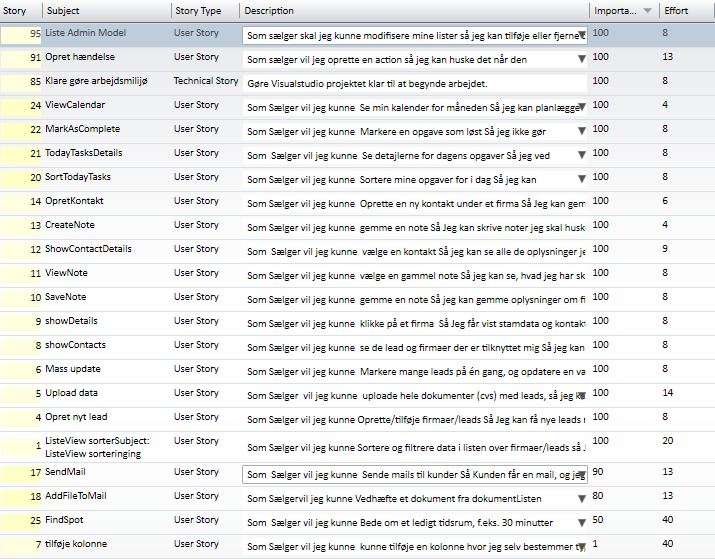 Story Subject Story Type Description Importa... Effort
95 Liste Admin Model User Story Som sælger skal jeg kunne modifisere mine lister så jeg kan tilføje eller fjerne 100 8
91 Opret hændelse User Story Som sælger vil jeg oprette en action så jeg kan huske det når den 100 13
85 Klare gøre arbejdsmilijø Technical Story Gøre Visualstudio projektet klar til at begynde arbejdet. 100 8
24 ViewCalendar User Story Som Sælger vil jeg kunne Se min kalender for måneden Så jeg kan planlægge 100 4
22 MarkAsComplete User Story Som Sælger vil jeg kunne Markere en opgave som løst Så jeg ikke gør 100 8
21 TodayTasksDetails User Story Som Sælger vil jeg kunne Se detajlerne for dagens opgaver Så jeg ved 100 8
20 SortTodayTasks User Story Som Sælger vil jeg kunne Sortere mine opgaver for i dag Så jeg kan 100 8
14 OpretKontakt User Story Som Sælger vil jeg kunne Oprette en ny kontakt under et firma Så Jeg kan gem 100 6
13 CreateNote User Story Som Sælger vil jeg kunne gemme en note Så jeg kan skrive noter jeg skal huske 100 4
12 ShowContactDetails User Story Som Sælger vil jeg kunne vælge en kontakt Så jeg kan se alle de oplysninger je 100 9
11 ViewNote User Story Som Sælger vil jeg kunne vælge en gammel note Så jeg kan se, hvad jeg har sk 100 8
10 SaveNote User Story Som Sælger vil jeg kunne gemme en note Så jeg kan gemme oplysninger om fi 100 8
9 showDetails User Story Som Sælger vil jeg kunne klikke på et firma Så Jeg får vist stamdata og kontakt 100 8
8 showContacts User Story Som Sælger vil jeg kunne se de lead og firmaer der er tilknyttet mig Så jeg kan 100 8
6 Mass update User Story Som Sælger vil jeg kunne Markere mange leads på én gang, og opdatere en va 100 8
5 Upload data User Story Som Sælger vil jeg kunne uploade hele dokumenter (cvs) med leads, så jeg 100 14
4 Opret nyt lead User Story Som Sælger vil jeg kunne Oprette/tilføje firmaer/leads Så Jeg kan få nye leads 100 8
1 ListeView sorterSubject: User Story Som Sælger vil jeg kunne Sortere og filtrere data i listen over firmaer/leads så 100 20
ListeView sorteringing
17 SendMail User Story Som Sælger vil jeg kunne Sende mails til kunder Så Kunden får en mail, og jeg 90 13
18 AddFileToMail User Story Som Sælgervil jeg kunne Vedhæfte et dokument fra dokumentListen 80 13
25 FindSpot User Story Som Sælger vil jeg kunne Bede om et ledigt tidsrum, f.eks. 30 minutter 50 40
7 tilføje kolonne User Story Som Sælger vil jeg kunne kunne tilføje en kolonne hvor jeg selv bestemmer 1 40